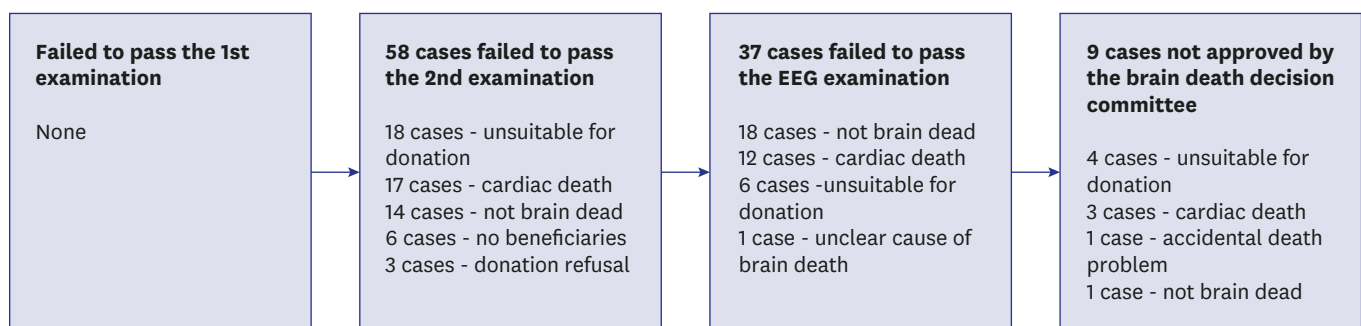 Failed to pass the 1st
examination
None
58 cases failed to pass
the 2nd examination
18 cases - unsuitable for
donation
17 cases - cardiac death
14 cases - not brain dead
6 cases - no beneficiaries
3 cases - donation refusal
37 cases failed to pass
the EEG examination
18 cases - not brain dead
12 cases - cardiac death
6 cases -unsuitable for
donation
1 case - unclear cause of
brain death
9 cases not approved by
the brain death decision
committee
4 cases - unsuitable for
donation
3 cases - cardiac death
1 case - accidental death
problem
1 case - not brain dead